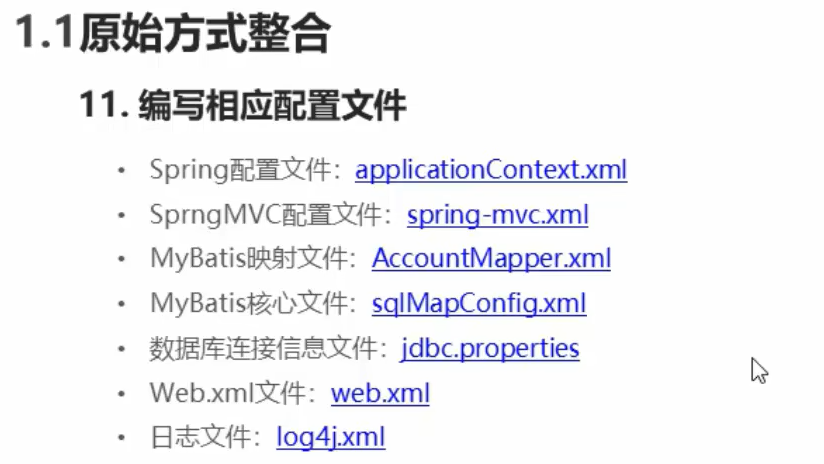 1.1原始方式整合
11. 编写相应配置文件
• Spring配置文件：applicationContext.xml
• SprngMVC配置文件：spring-mvc.xml
• MyBatis映射文件：AccountMapper.xml
• MyBatis核心文件：sqlMapConfig.xml
• 数据库连接信息文件：jdbc.properties
• Web.xml文件：web.xml
• 日志文件：log4j.xml